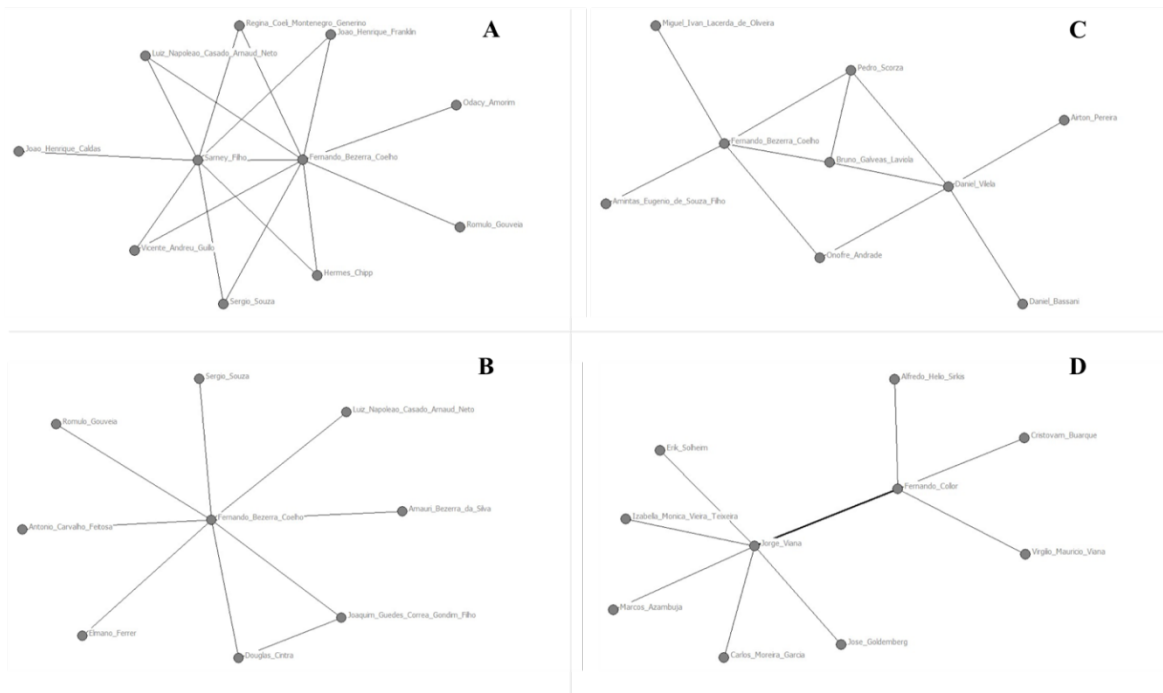 A
Regina_Coeli_Montenegro_Generino
Joao_Henrique_Franklin
Luiz_Napoleao_Casado_Arnaud_Neto
Odacy_Amorim
Joao_Henrique_Caldas
Sarney_Filho
Fernando_Bezerra_Coelho
Romulo_Gouveia
Vicente_Andreu_Guillo
Hermes_Chipp
Sergio_Souza
C
Miguel_Ivan_Lacerda_de_Oliveira
Pedro_Scorza
Airton_Pereira
Fernando_Bezerra_Coelho
Bruno_Galveas_Laviola
Daniel_Vilela
Amintas_Eugenio_de_Souza_Filho
Onofre_Andrade
Daniel_Bassani
B
Sergio_Souza
Luiz_Napoleao_Casado_Arnaud_Neto
Romulo_Gouveia
Amauri_Bezerra_da_Silva
Fernando_Bezerra_Coelho
Antonio_Carvalho_Feitosa
Joaquim_Guedes_Correa_Gondim_Filho
Elmano_Ferrer
Douglas_Cintra
D
Alfredo_Helio_Sirkis
Cristovam_Buarque
Erik_Solheim
Fernando_Collor
Izabella_Monica_Vieira_Teixeira
Jorge_Viana
Virgilio_Mauricio_Viana
Marcos_Azambuja
Jose_Goldemberg
Carlos_Moreira_Garcia